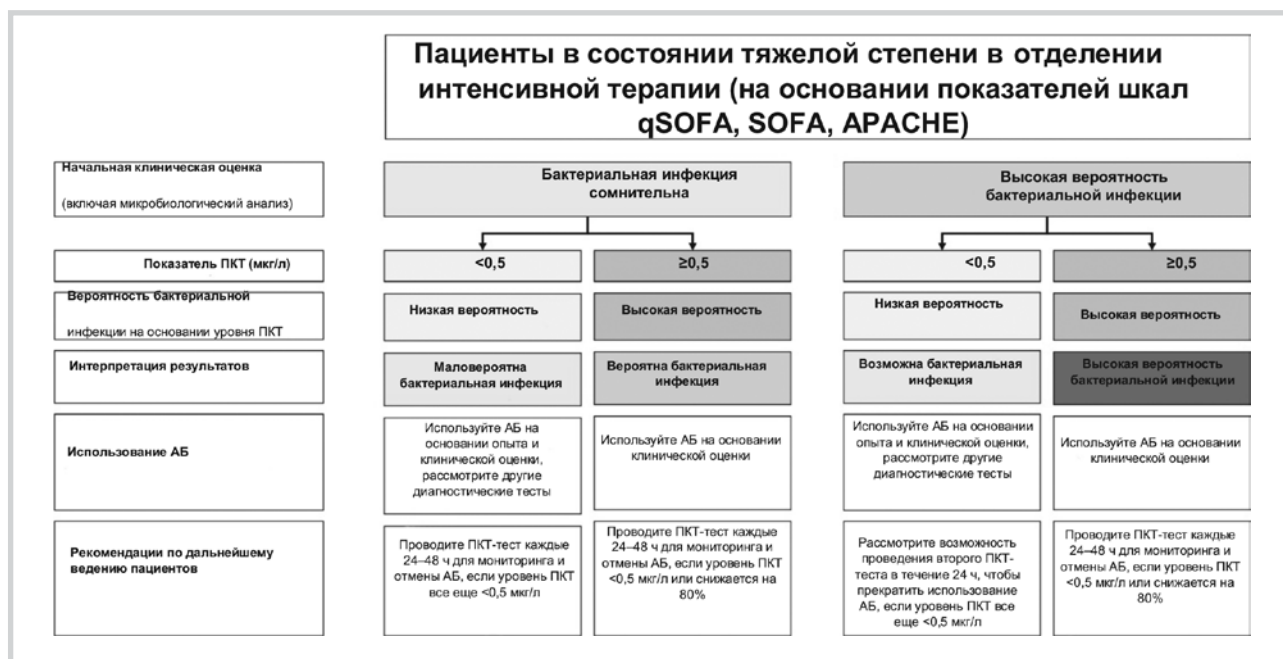 Пациенты в состоянии тяжелой степени в отделении
интенсивной терапии (на основании показателей шкал
qSOFA, SOFA, APACHE)
Начальная клиническая оценка
(включая микробиологический анализ)
Бактериальная инфекция
сомнительна
Высокая вероятность
бактериальной инфекции
Показатель ПКТ (мкг/л)
<0,5
≥0,5
<0,5
≥0,5
Вероятность бактериальной
инфекции на основании уровня ПКТ
Низкая вероятность
Высокая вероятность
Низкая вероятность
Высокая вероятность
Интерпретация результатов
Маловероятна
бактериальная инфекция
Вероятна бактериальная
инфекция
Возможна бактериальная
инфекция
Высокая вероятность
бактериальной инфекции
Использование АБ
Используйте АБ на
основании опыта и
клинической оценки,
рассмотрите другие
диагностические тесты
Используйте АБ на основании
клинической оценки
Используйте АБ на основании
опыта и клинической оценки,
рассмотрите другие
диагностические тесты
Используйте АБ на основании
клинической оценки
Рекомендации по дальнейшему
ведению пациентов
Проводите ПКТ-тест каждые
24–48 ч для мониторинга и
отмены АБ, если уровень ПКТ
все еще <0,5 мкг/л
Проводите ПКТ-тест каждые
24–48 ч для мониторинга и
отмены АБ, если уровень ПКТ
<0,5 мкг/л или снижается на
80%
Рассмотрите возможность
проведения второго ПКТ-
теста в течение 24 ч, чтобы
прекратить использование
АБ, если уровень ПКТ все
еще <0,5 мкг/л
Проводите ПКТ-тест каждые
24–48 ч для мониторинга и
отмены АБ, если уровень ПКТ
<0,5 мкг/л или снижается на
80%